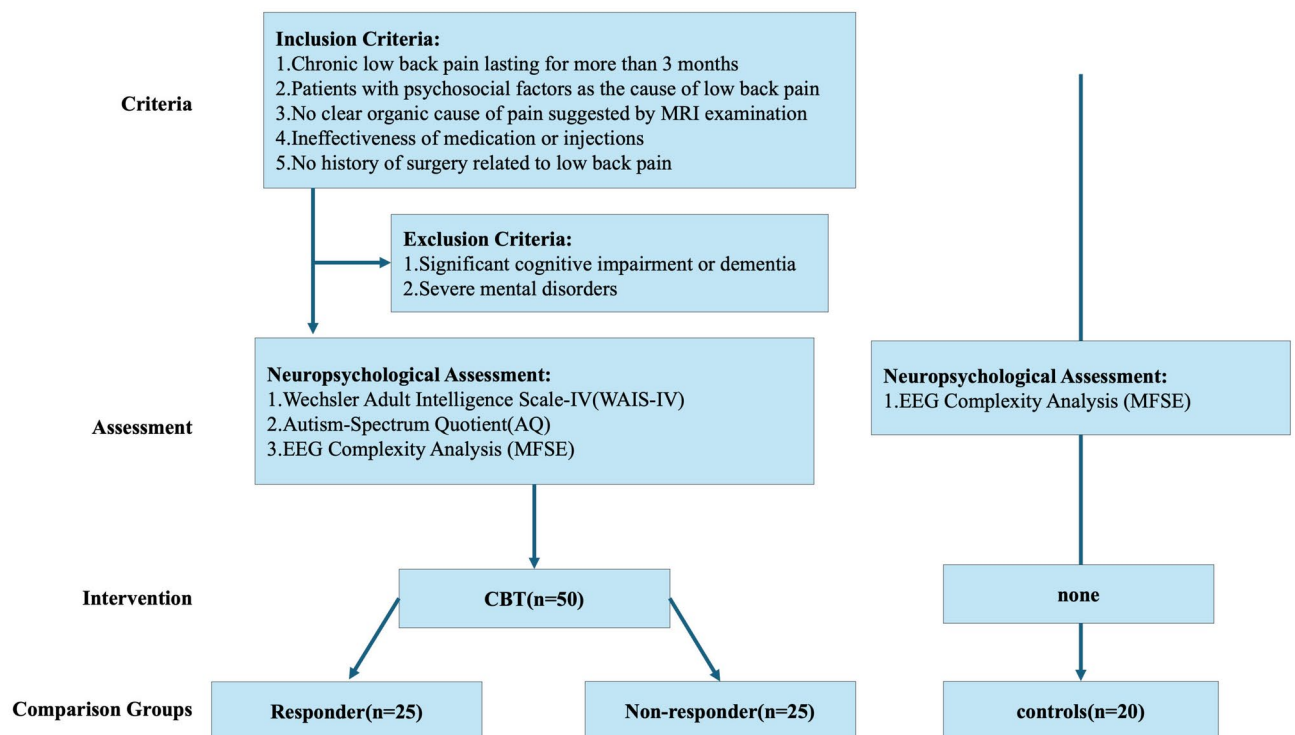 Criteria
Inclusion Criteria:
1.Chronic low back pain lasting for more than 3 months
2.Patients with psychosocial factors as the cause of low back pain
3.No clear organic cause of pain suggested by MRI examination
4.Ineffectiveness of medication or injections
5.No history of surgery related to low back pain
Exclusion Criteria:
1.Significant cognitive impairment or dementia
2.Severe mental disorders
Assessment
Neuropsychological Assessment:
1.Wechsler Adult Intelligence Scale-IV(WAIS-IV)
2.Autism-Spectrum Quotient(AQ)
3.EEG Complexity Analysis (MFSE)
Neuropsychological Assessment:
1.EEG Complexity Analysis (MFSE)
Intervention
CBT(n=50)
none
Comparison Groups
Responder(n=25)
Non-responder(n=25)
controls(n=20)